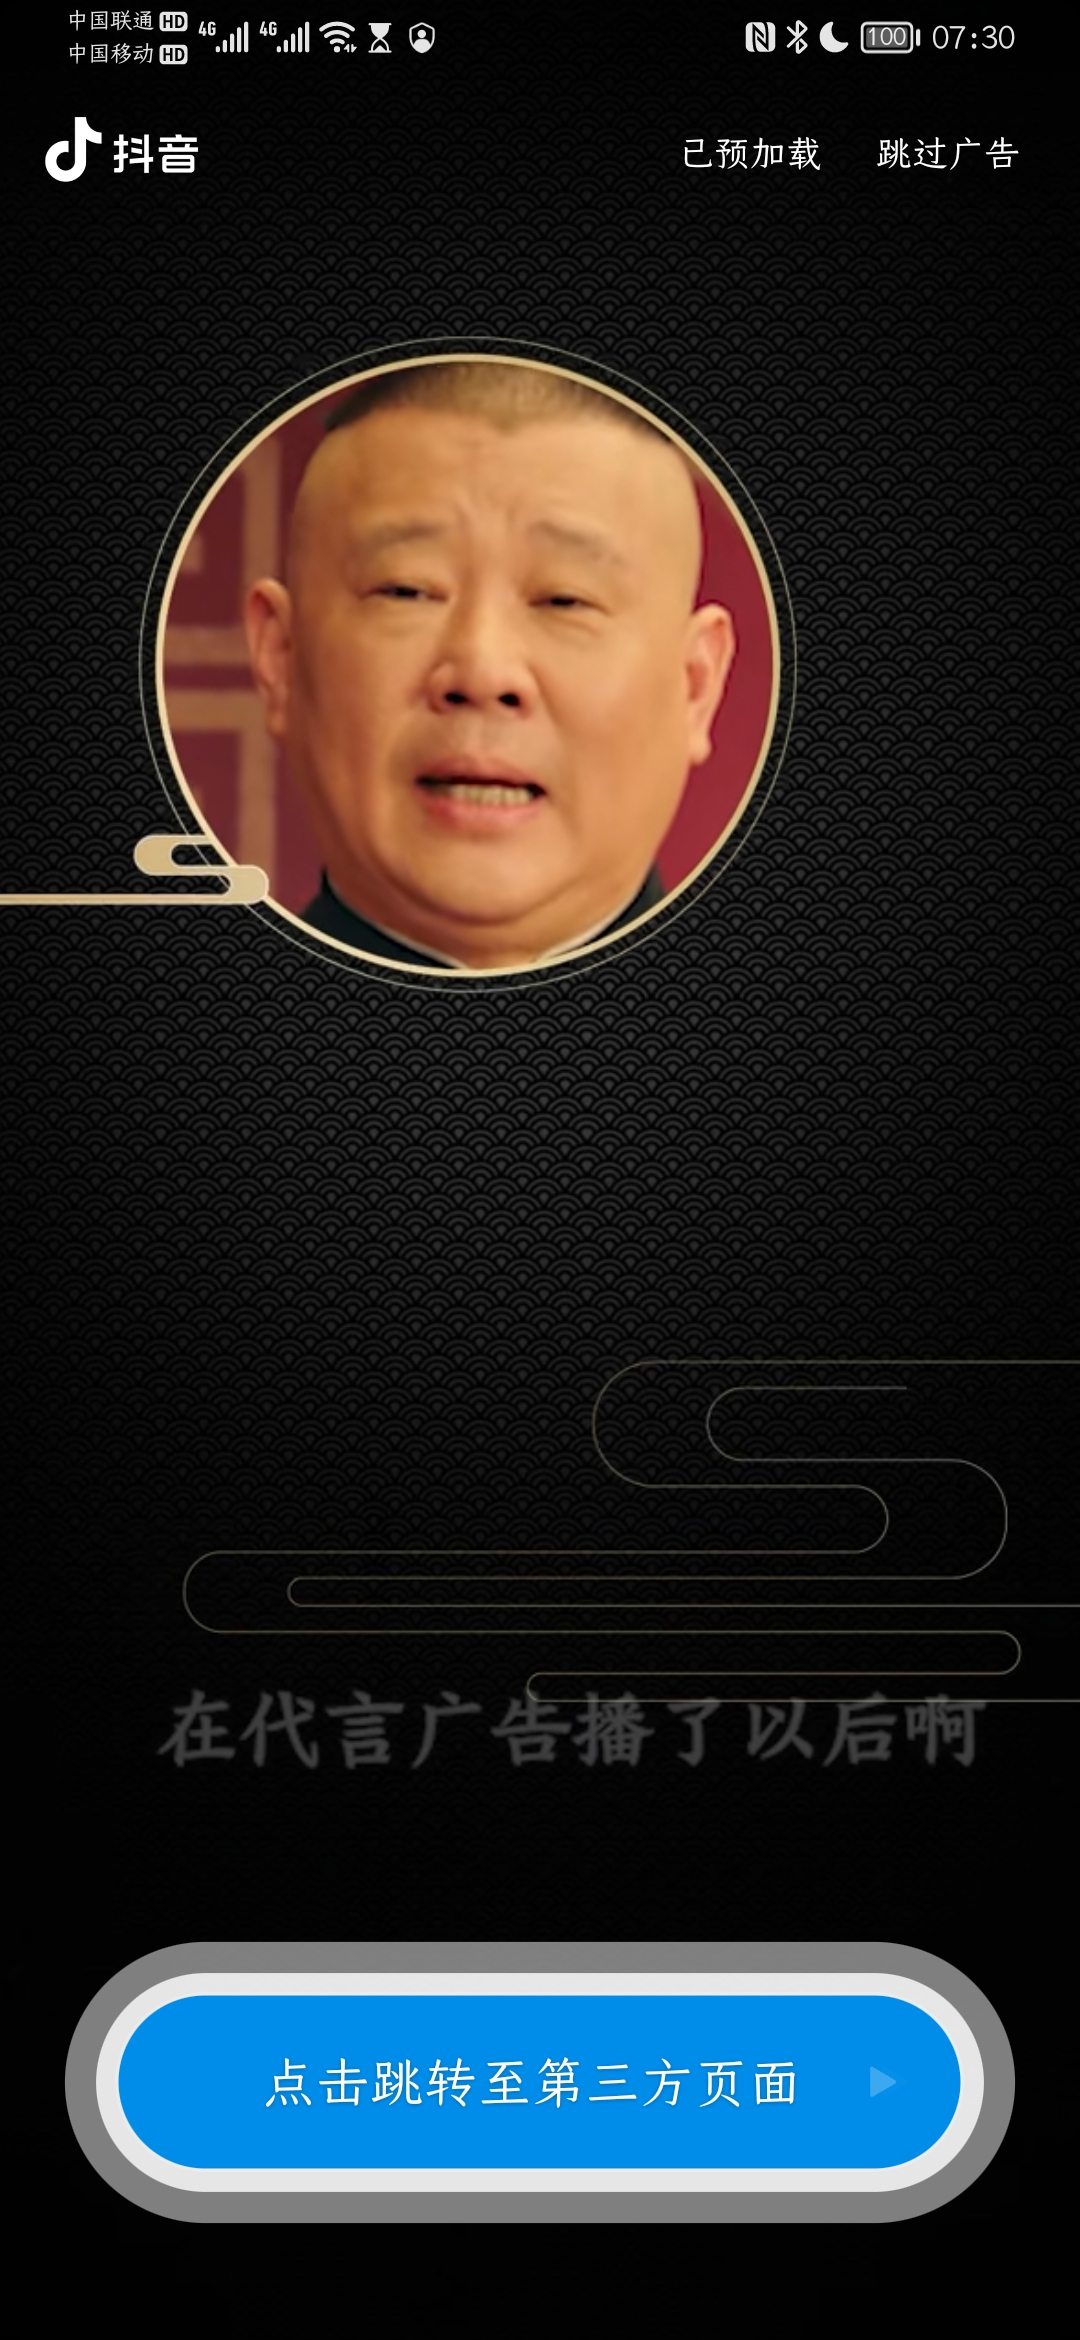 中国联通 HD
中国移动 HD
4G 4G
100 07:30
抖音
已预加载 跳过广告
在代言广告播了以后啊
点击跳转至第三方页面